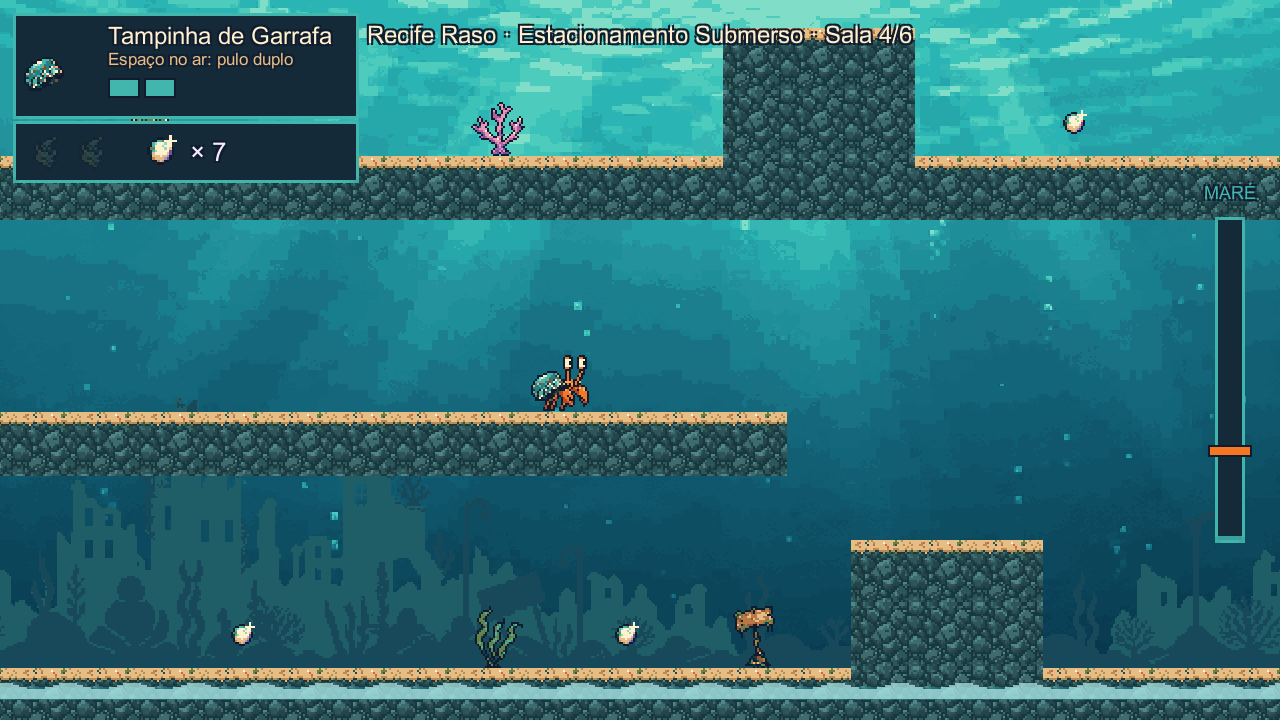 Tampinha de Garrafa
Espaço no ar: pulo duplo
Recife Raso · Estacionamento Submerso · Sala 4/6
× 7
MARÉ